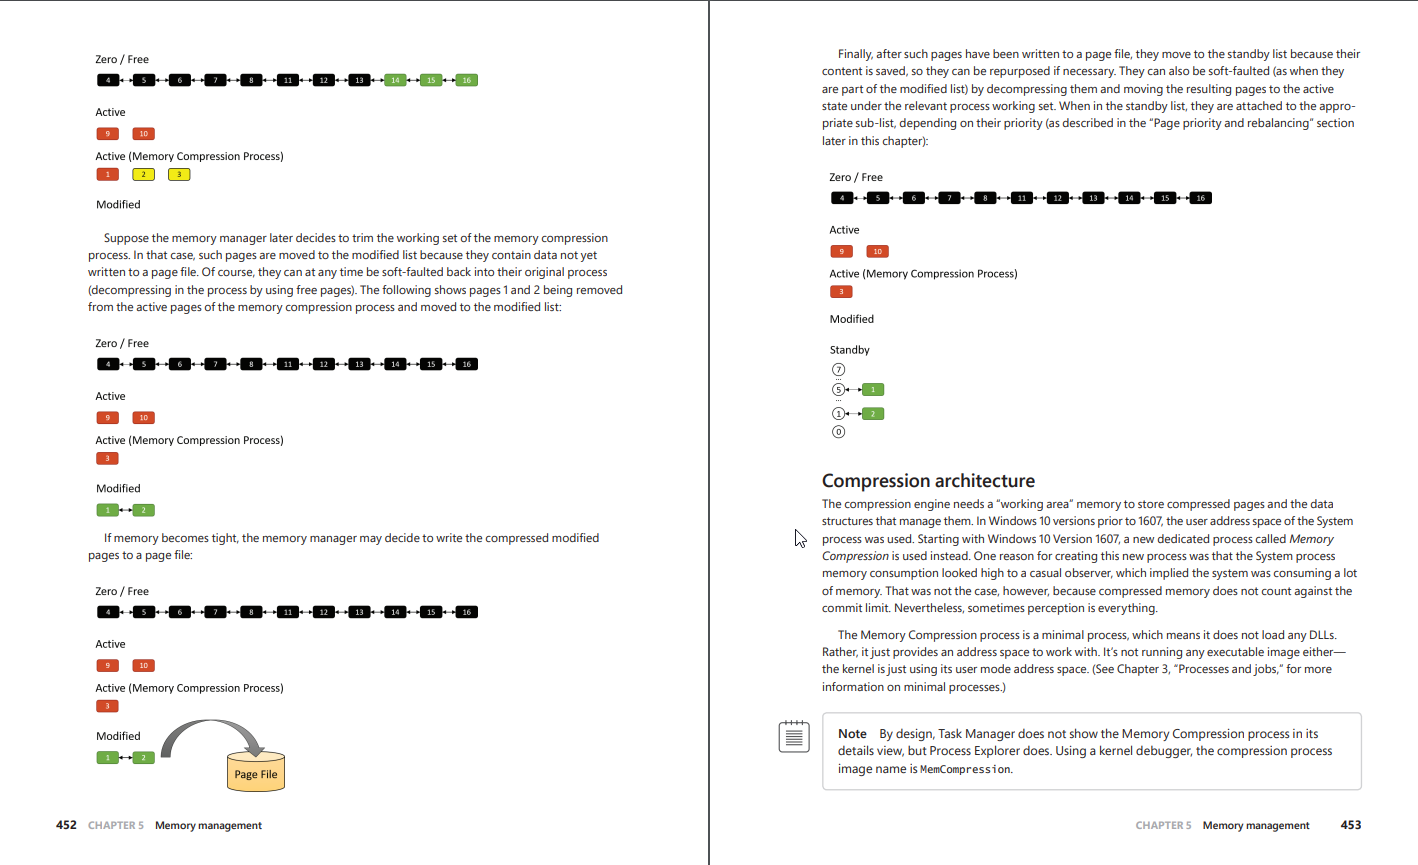 Zero / Free
4 5 6 7 8 11 12 13 14 15 16
Active
9 10
Active (Memory Compression Process)
1 2 3
Modified
Suppose the memory manager later decides to trim the working set of the memory compression
process. In that case, such pages are moved to the modified list because they contain data not yet
written to a page file. Of course, they can at any time be soft-faulted back into their original process
(decompressing in the process by using free pages). The following shows pages 1 and 2 being removed
from the active pages of the memory compression process and moved to the modified list:
Zero / Free
4 5 6 7 8 11 12 13 14 15 16
Active
9 10
Active (Memory Compression Process)
3
Modified
1 2
If memory becomes tight, the memory manager may decide to write the compressed modified
pages to a page file:
Zero / Free
4 5 6 7 8 11 12 13 14 15 16
Active
9 10
Active (Memory Compression Process)
3
Modified
1 2
Page File
452 CHAPTER 5 Memory management
Finally, after such pages have been written to a page file, they move to the standby list because their
content is saved, so they can be repurposed if necessary. They can also be soft-faulted (as when they
are part of the modified list) by decompressing them and moving the resulting pages to the active
state under the relevant process working set. When in the standby list, they are attached to the appro-
priate sub-list, depending on their priority (as described in the “Page priority and rebalancing” section
later in this chapter):
Zero / Free
4 5 6 7 8 11 12 13 14 15 16
Active
9 10
Active (Memory Compression Process)
3
Modified
Standby
7
...
5 1
...
1 2
0
Compression architecture
The compression engine needs a “working area” memory to store compressed pages and the data
structures that manage them. In Windows 10 versions prior to 1607, the user address space of the System
process was used. Starting with Windows 10 Version 1607, a new dedicated process called Memory
Compression is used instead. One reason for creating this new process was that the System process
memory consumption looked high to a casual observer, which implied the system was consuming a lot
of memory. That was not the case, however, because compressed memory does not count against the
commit limit. Nevertheless, sometimes perception is everything.
The Memory Compression process is a minimal process, which means it does not load any DLLs.
Rather, it just provides an address space to work with. It’s not running any executable image either—
the kernel is just using its user mode address space. (See Chapter 3, “Processes and jobs,” for more
information on minimal processes.)
Note By design, Task Manager does not show the Memory Compression process in its
details view, but Process Explorer does. Using a kernel debugger, the compression process
image name is MemCompression.
CHAPTER 5 Memory management 453